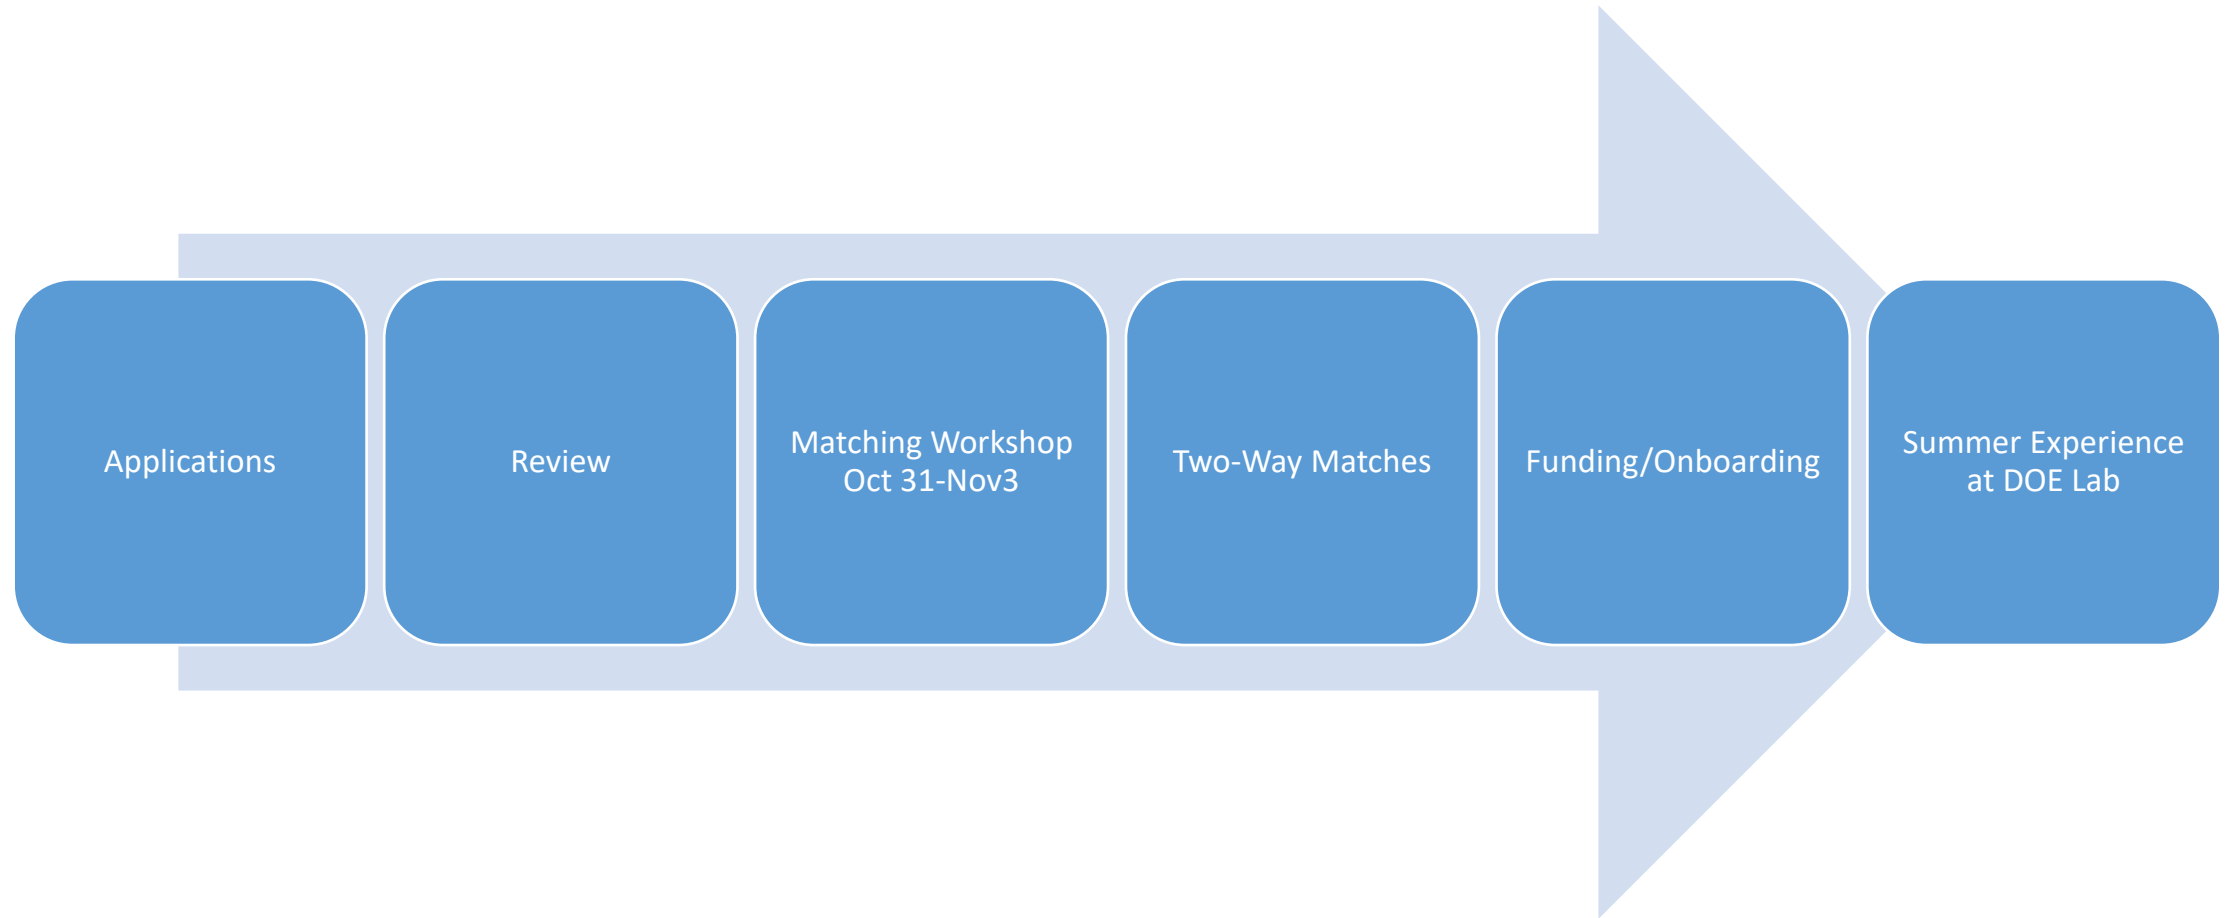 Applications
Review
Matching Workshop
Oct 31-Nov3
Two-Way Matches
Funding/Onboarding
Summer Experience
at DOE Lab